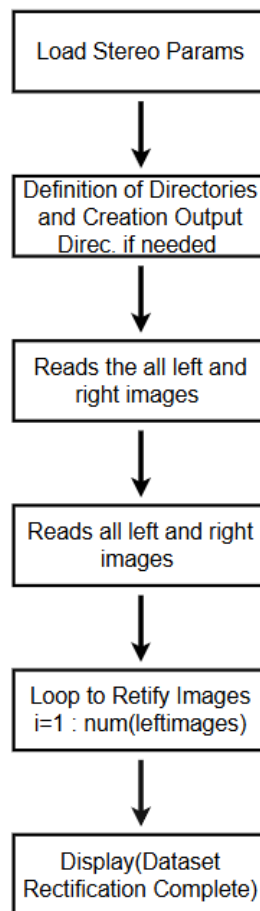 Load Stereo Params
Definition of Directories
and Creation Output
Direc. if needed
Reads the all left and
right images
Reads all left and right
images
Loop to Retify Images
i=1 : num(leftimages)
Display(Dataset
Rectification Complete)